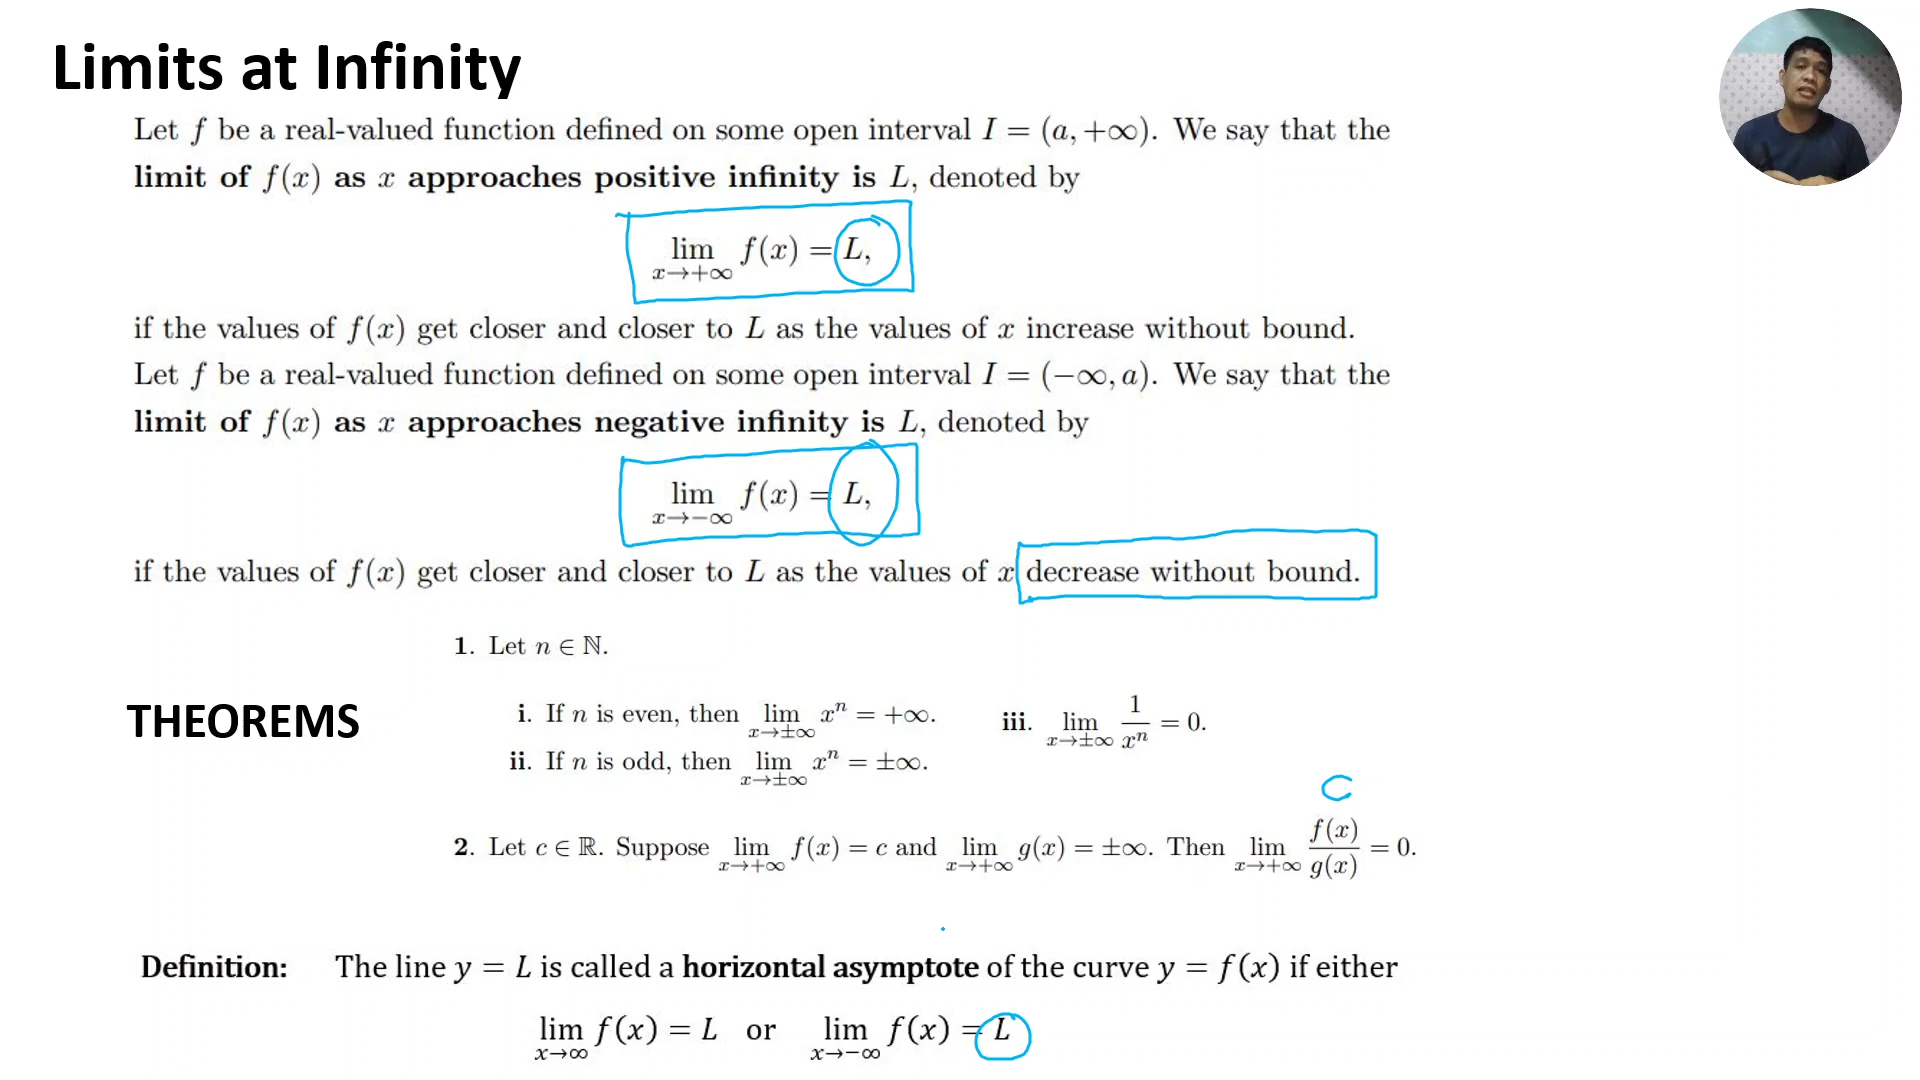 Limits at Infinity
Let f be a real-valued function defined on some open interval I = (a, +∞). We say that the
limit of f(x) as x approaches positive infinity is L, denoted by
lim x→+∞ f(x) = L,
if the values of f(x) get closer and closer to L as the values of x increase without bound.
Let f be a real-valued function defined on some open interval I = (−∞, a). We say that the
limit of f(x) as x approaches negative infinity is L, denoted by
lim x→−∞ f(x) = L,
if the values of f(x) get closer and closer to L as the values of x decrease without bound.
1. Let n ∈ ℕ.
THEOREMS
i. If n is even, then lim x→±∞ xⁿ = +∞.
iii. lim x→±∞ 1/xⁿ = 0.
ii. If n is odd, then lim x→±∞ xⁿ = ±∞.
C
2. Let c ∈ ℝ. Suppose lim x→+∞ f(x) = c and lim x→+∞ g(x) = ±∞. Then lim x→+∞ f(x)/g(x) = 0.
Definition: The line y = L is called a horizontal asymptote of the curve y = f(x) if either
lim x→∞ f(x) = L or lim x→−∞ f(x) = L